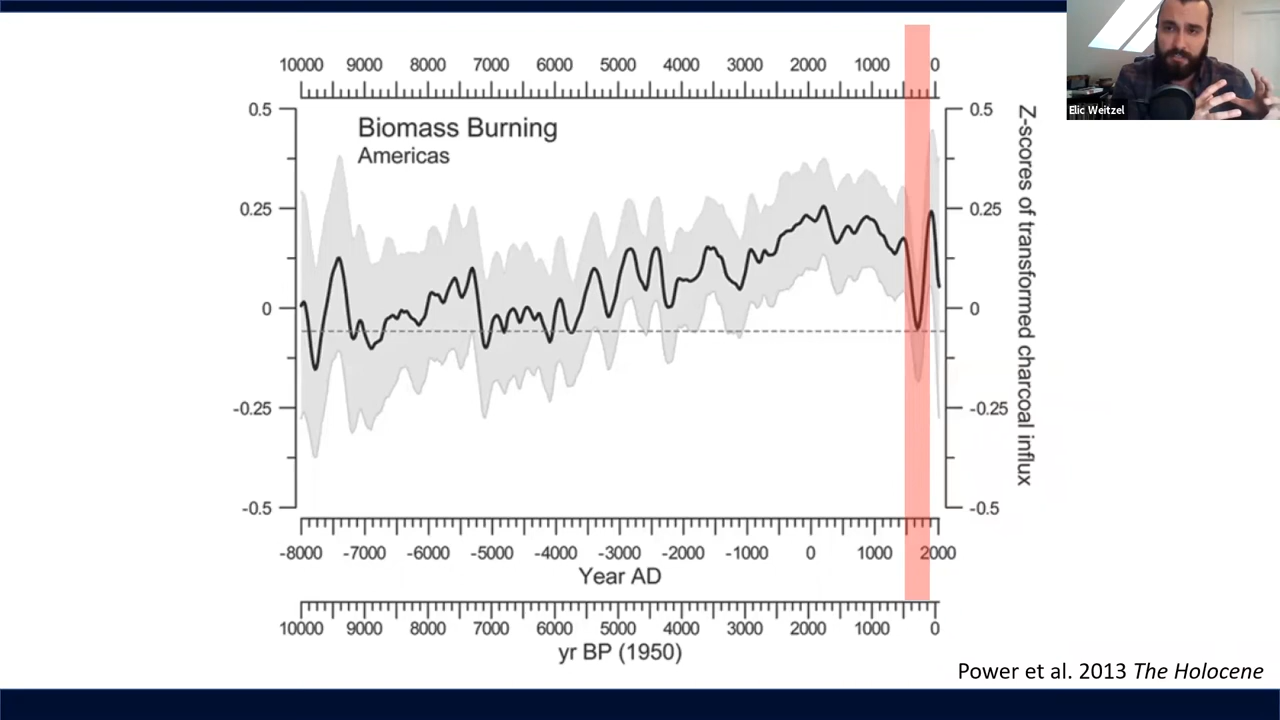 Elic Weitzel
10000 9000 8000 7000 6000 5000 4000 3000 2000 1000 0
Biomass Burning
Americas
0.5 0.5
0.25 0.25
0 0
-0.25 -0.25
-0.5 -0.5
Z-scores of transformed charcoal influx
-8000 -7000 -6000 -5000 -4000 -3000 -2000 -1000 0 1000 2000
Year AD
10000 9000 8000 7000 6000 5000 4000 3000 2000 1000 0
yr BP (1950)
Power et al. 2013 The Holocene